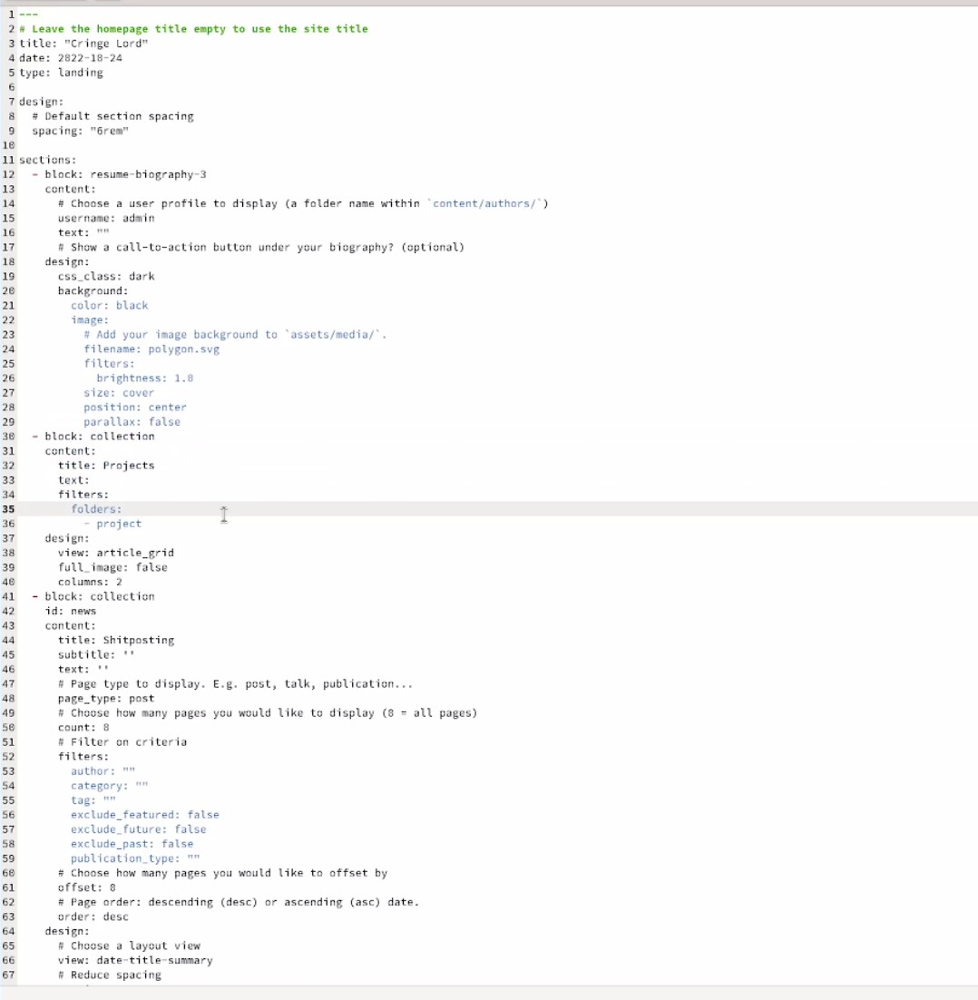 1 ---
2 # Leave the homepage title empty to use the site title
3 title: "Cringe Lord"
4 date: 2022-10-24
5 type: landing
6
7 design:
8   # Default section spacing
9   spacing: "6rem"
10
11 sections:
12   - block: resume-biography-3
13     content:
14       # Choose a user profile to display (a folder name within `content/authors/`)
15       username: admin
16       text: ""
17       # Show a call-to-action button under your biography? (optional)
18     design:
19       css_class: dark
20       background:
21         color: black
22         image:
23           # Add your image background to `assets/media/`.
24           filename: polygon.svg
25           filters:
26             brightness: 1.0
27           size: cover
28           position: center
29           parallax: false
30   - block: collection
31     content:
32       title: Projects
33       text:
34       filters:
35         folders:
36           - project
37     design:
38       view: article_grid
39       full_image: false
40       columns: 2
41   - block: collection
42     id: news
43     content:
44       title: Shitposting
45       subtitle: ''
46       text: ''
47       # Page type to display. E.g. post, talk, publication...
48       page_type: post
49       # Choose how many pages you would like to display (0 = all pages)
50       count: 0
51       # Filter on criteria
52       filters:
53         author: ""
54         category: ""
55         tag: ""
56         exclude_featured: false
57         exclude_future: false
58         exclude_past: false
59         publication_type: ""
60       # Choose how many pages you would like to offset by
61       offset: 0
62       # Page order: descending (desc) or ascending (asc) date.
63       order: desc
64     design:
65       # Choose a layout view
66       view: date-title-summary
67       # Reduce spacing